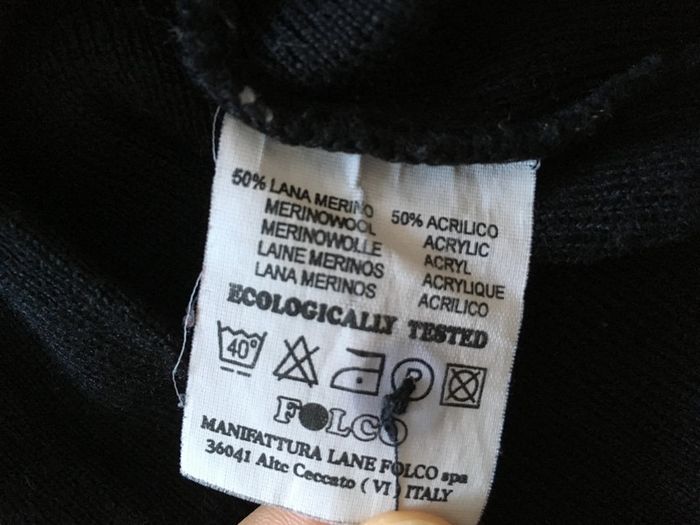 50% LANA MERINO
MERINOWOOL
MERINOWOLLE
LAINE MERINOS
LANA MERINOS
50% ACRILICO
ACRYLIC
ACRYL
ACRYLIQUE
ACRILICO
ECOLOGICALLY TESTED
40°
P
FOLCO
MANIFATTURA LANE FOLCO spa
36041 Alte Ceccato ( VI ) ITALY